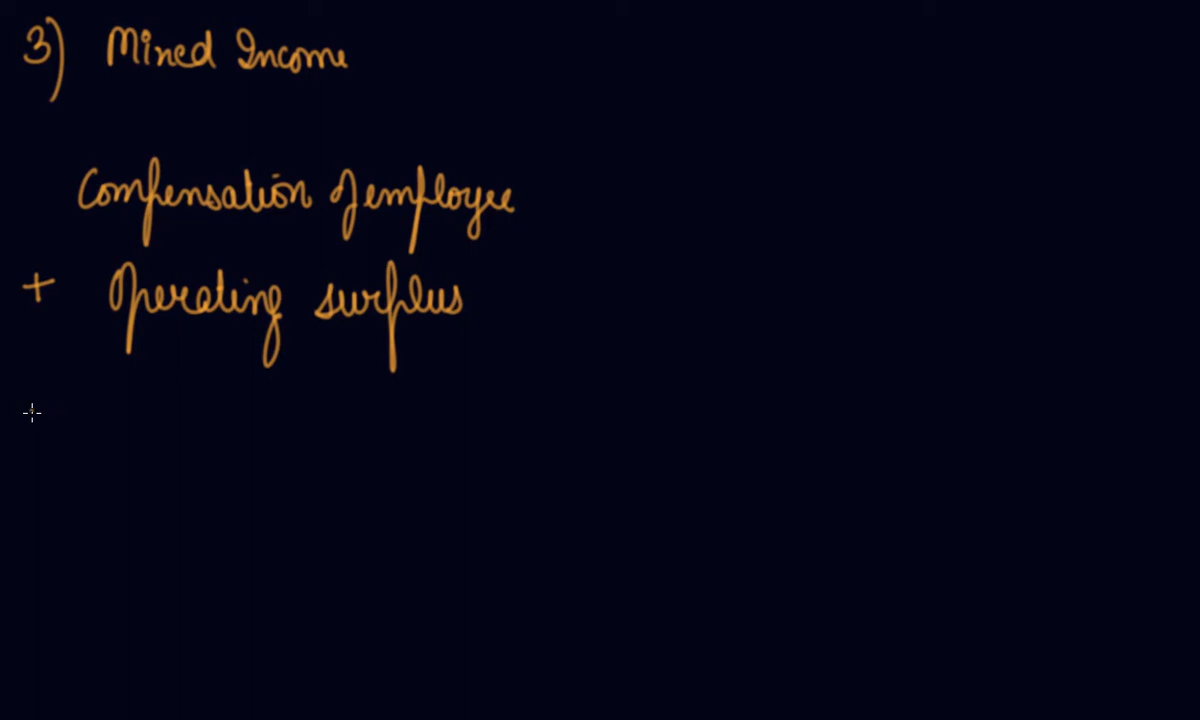 3) Mixed Income
Compensation of employee
+ Operating surplus